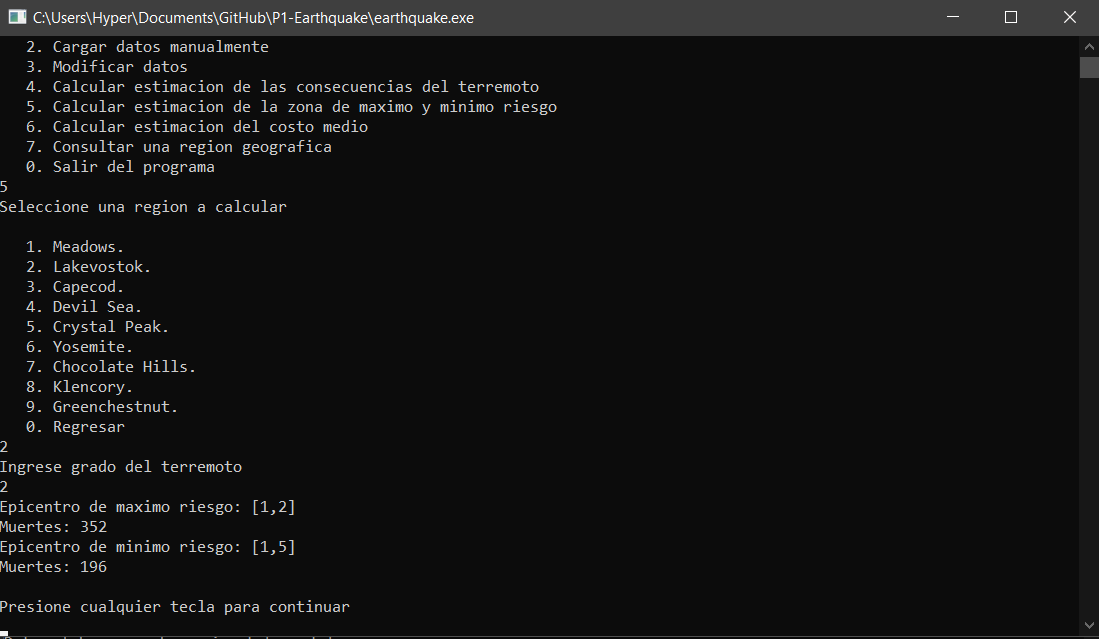 C:\Users\Hyper\Documents\GitHub\P1-Earthquake\earthquake.exe
2. Cargar datos manualmente
3. Modificar datos
4. Calcular estimacion de las consecuencias del terremoto
5. Calcular estimacion de la zona de maximo y minimo riesgo
6. Calcular estimacion del costo medio
7. Consultar una region geografica
0. Salir del programa
5
Seleccione una region a calcular
1. Meadows.
2. Lakevostok.
3. Capecod.
4. Devil Sea.
5. Crystal Peak.
6. Yosemite.
7. Chocolate Hills.
8. Klencory.
9. Greenchestnut.
0. Regresar
2
Ingrese grado del terremoto
2
Epicentro de maximo riesgo: [1,2]
Muertes: 352
Epicentro de minimo riesgo: [1,5]
Muertes: 196
Presione cualquier tecla para continuar